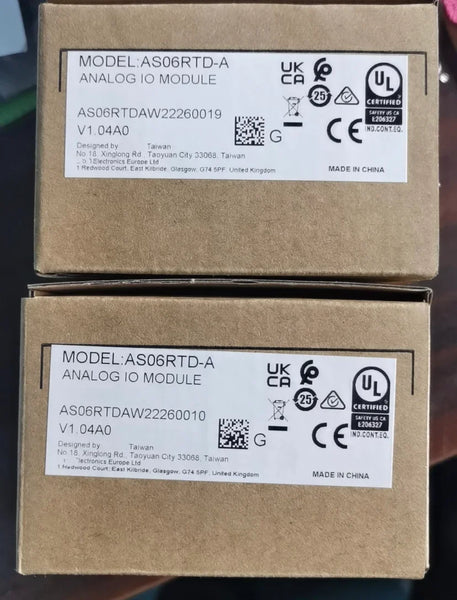 MODEL:AS06RTD-A
ANALOG IO MODULE
AS06RTDAW22260019
V1.04A0
Designed by Taiwan
No.18, Xinglong Rd., Taoyuan City 33068, Taiwan
Electronics Europe Ltd
1 Redwood Court, East Kilbride, Glasgow, G74 5PF, United Kingdom
G
UK
CA
25
CE
UL
CERTIFIED
SAFETY US CA
E206327
IND.CONT.EQ.
MADE IN CHINA
MODEL:AS06RTD-A
ANALOG IO MODULE
AS06RTDAW22260010
V1.04A0
Designed by Taiwan
No.18, Xinglong Rd., Taoyuan City 33068, Taiwan
Electronics Europe Ltd
1 Redwood Court, East Kilbride, Glasgow, G74 5PF, United Kingdom
G
UK
CA
25
CE
UL
CERTIFIED
SAFETY US CA
E206327
IND.CONT.EQ.
MADE IN CHINA